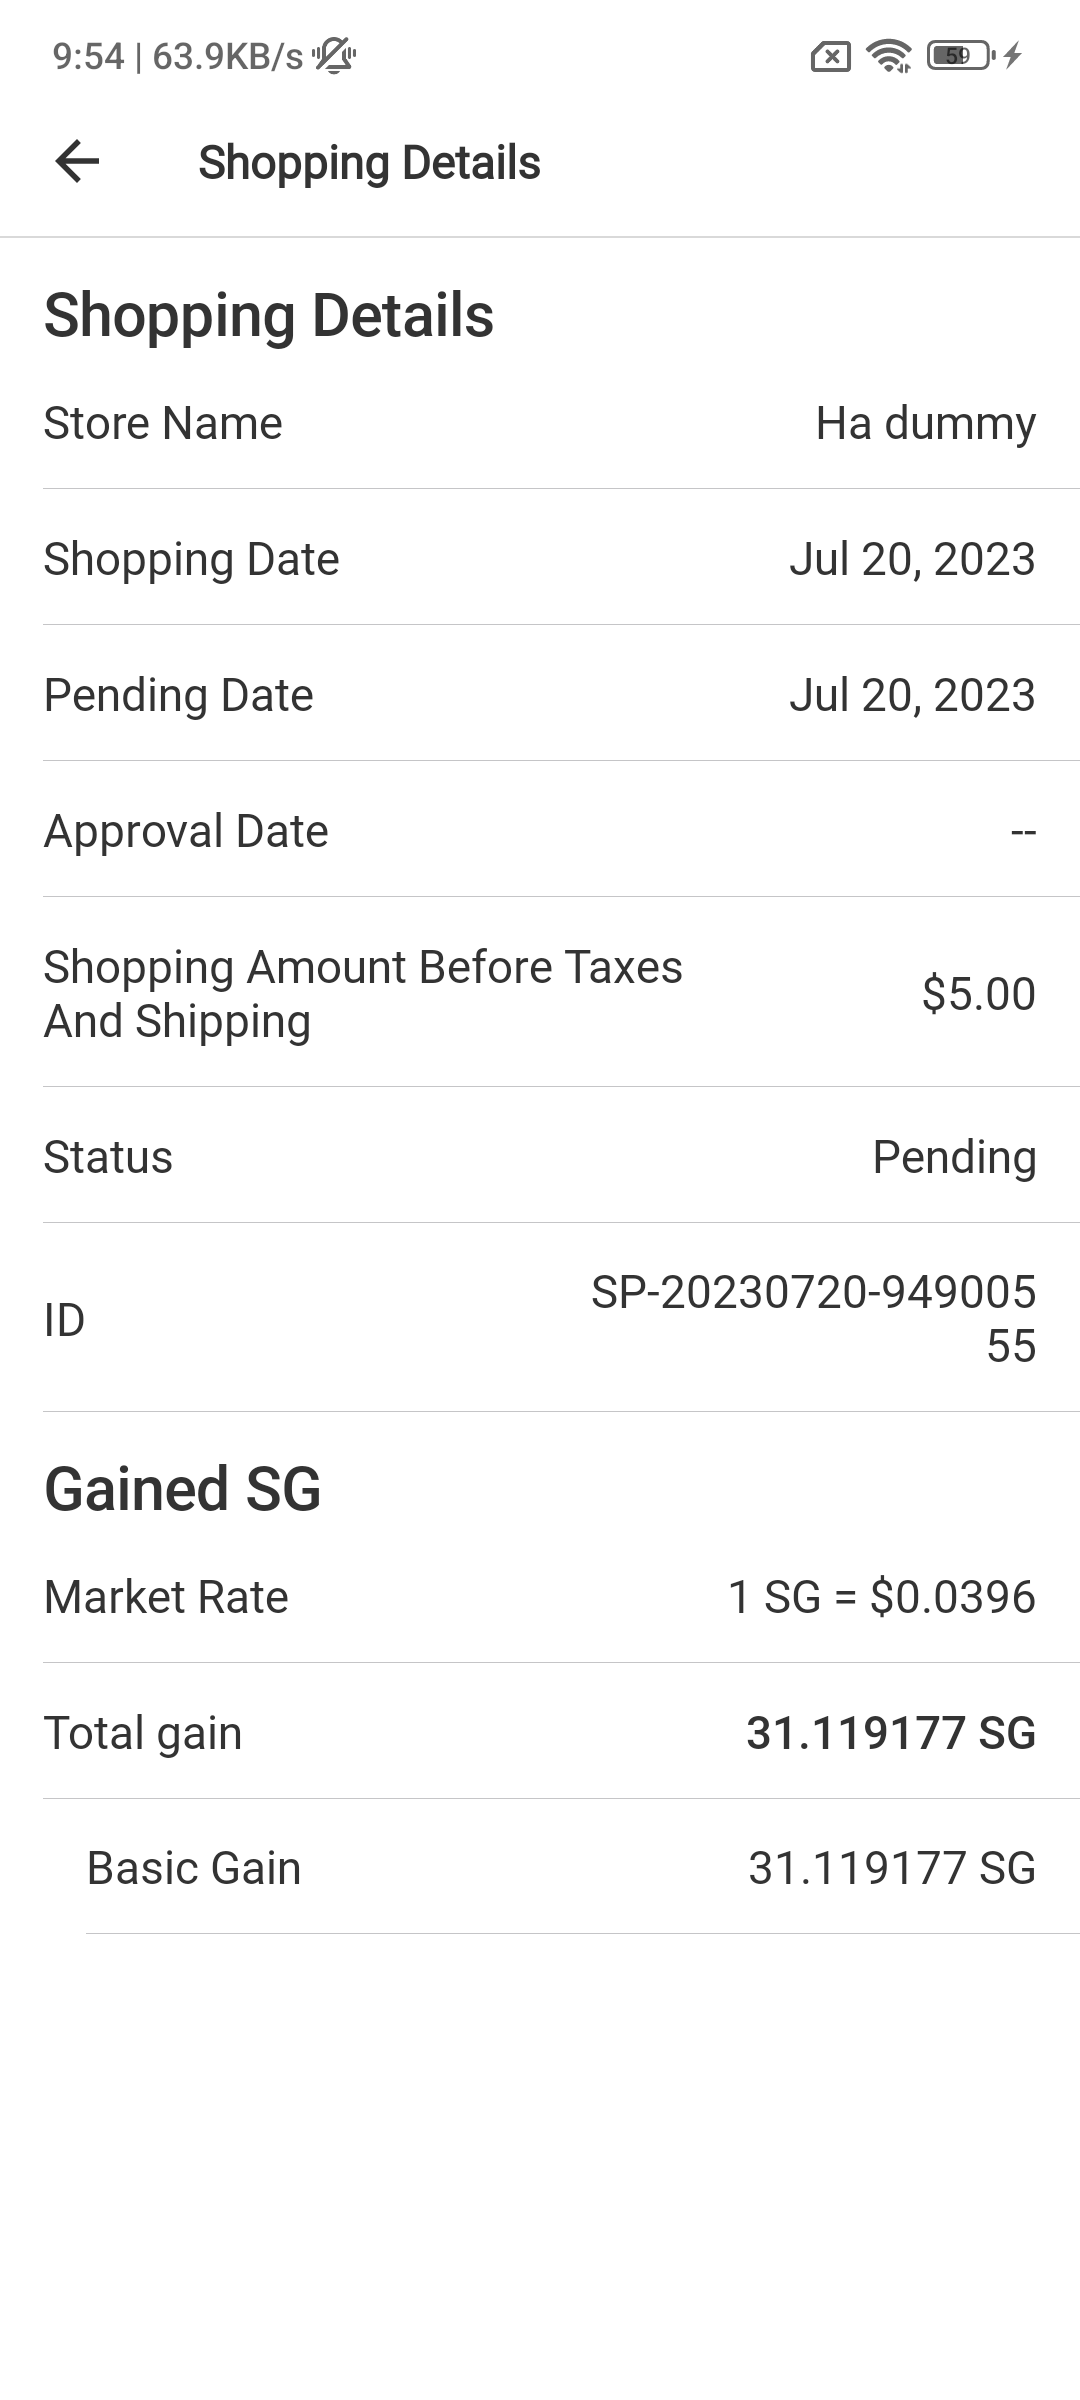 9:54 | 63.9KB/s
59
Shopping Details
Shopping Details
Store Name Ha dummy
Shopping Date Jul 20, 2023
Pending Date Jul 20, 2023
Approval Date --
Shopping Amount Before Taxes
And Shipping
$5.00
Status Pending
ID
SP-20230720-949005
55
Gained SG
Market Rate 1 SG = $0.0396
Total gain 31.119177 SG
Basic Gain 31.119177 SG